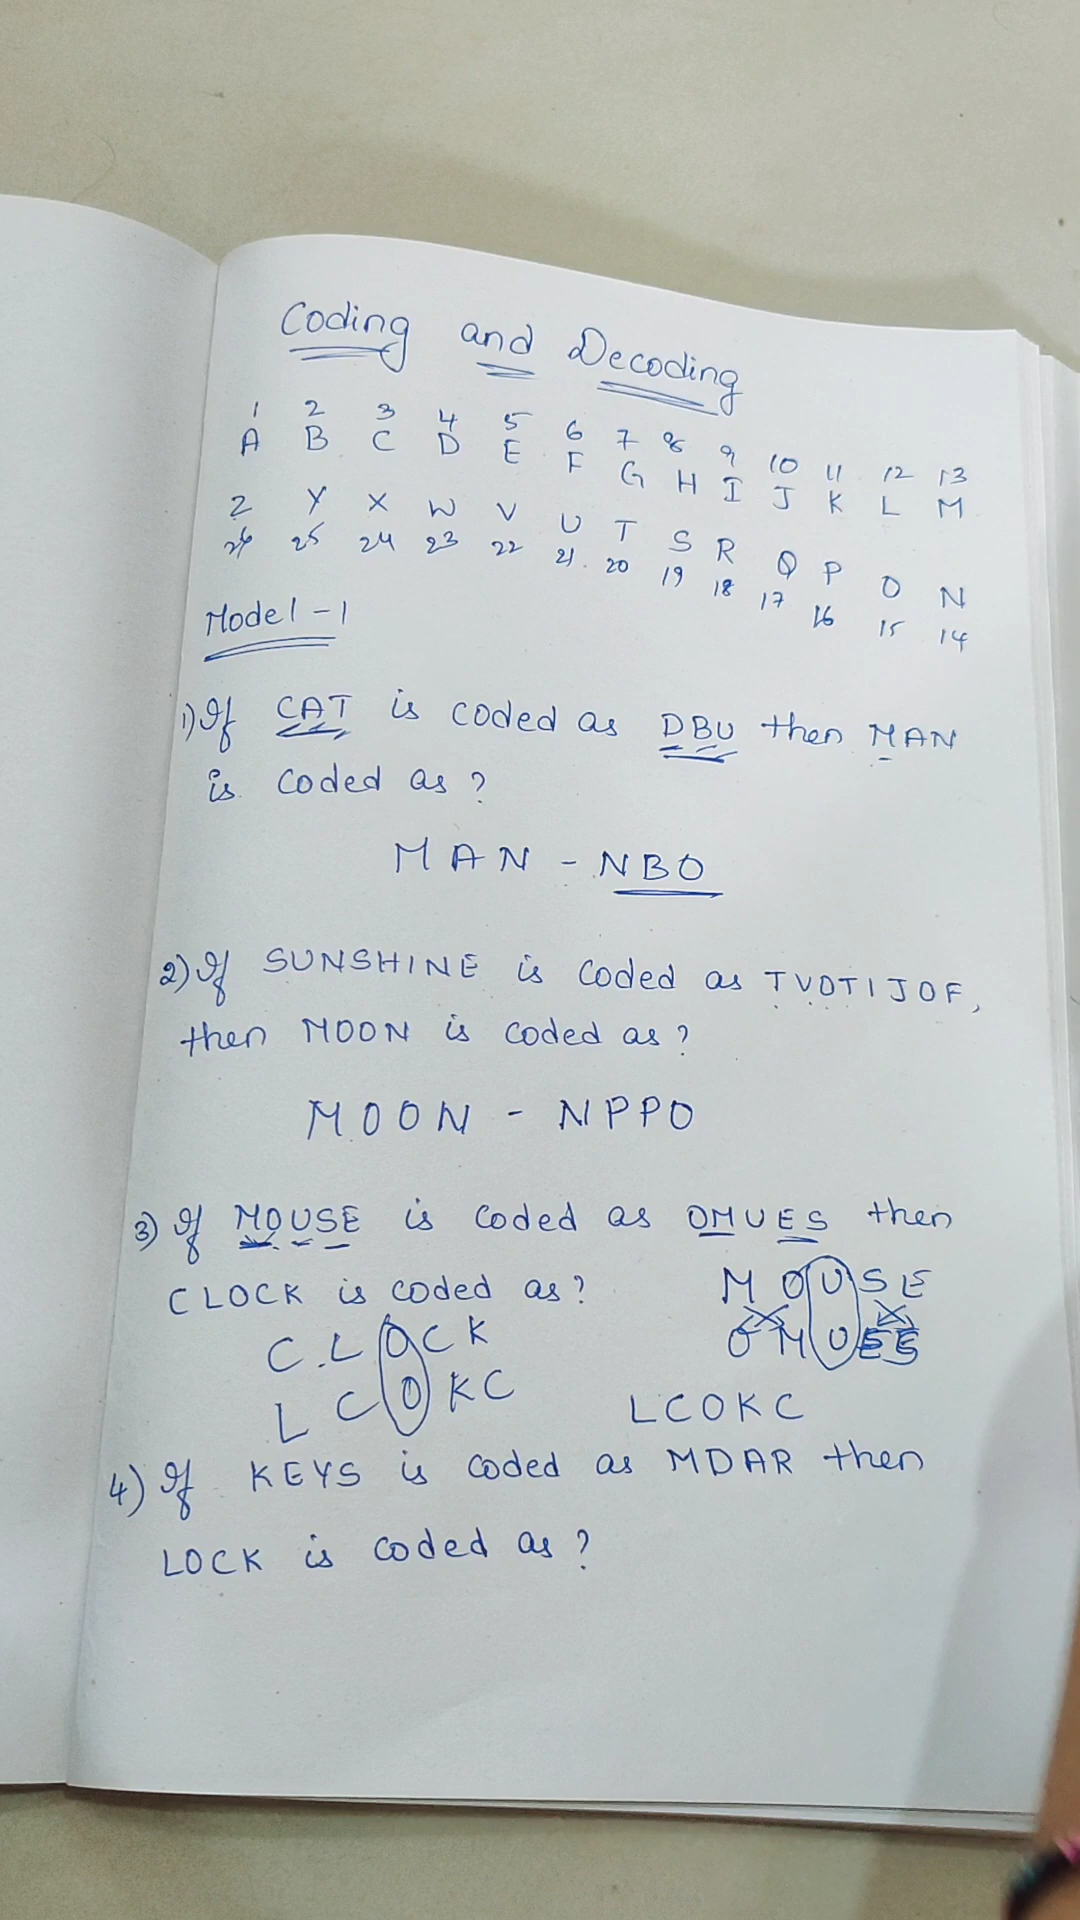 Coding and Decoding
1 2 3 4 5 6 7 8 9 10 11 12 13
A B C D E F G H I J K L M
Z Y X W V U T S R Q P O N
26 25 24 23 22 21. 20 19 18 17 16 15 14
Model-1
1) If CAT is coded as DBU then MAN
is coded as?
MAN - NBO
2) If SUNSHINE is coded as TVOTIJOF,
then MOON is coded as?
MOON - NPPO
3) If MOUSE is coded as OMUES then
CLOCK is coded as?
MOUSE
OMUES
C.LOCK
LCOKC
LCOKC
4) If KEYS is coded as MDAR then
LOCK is coded as?